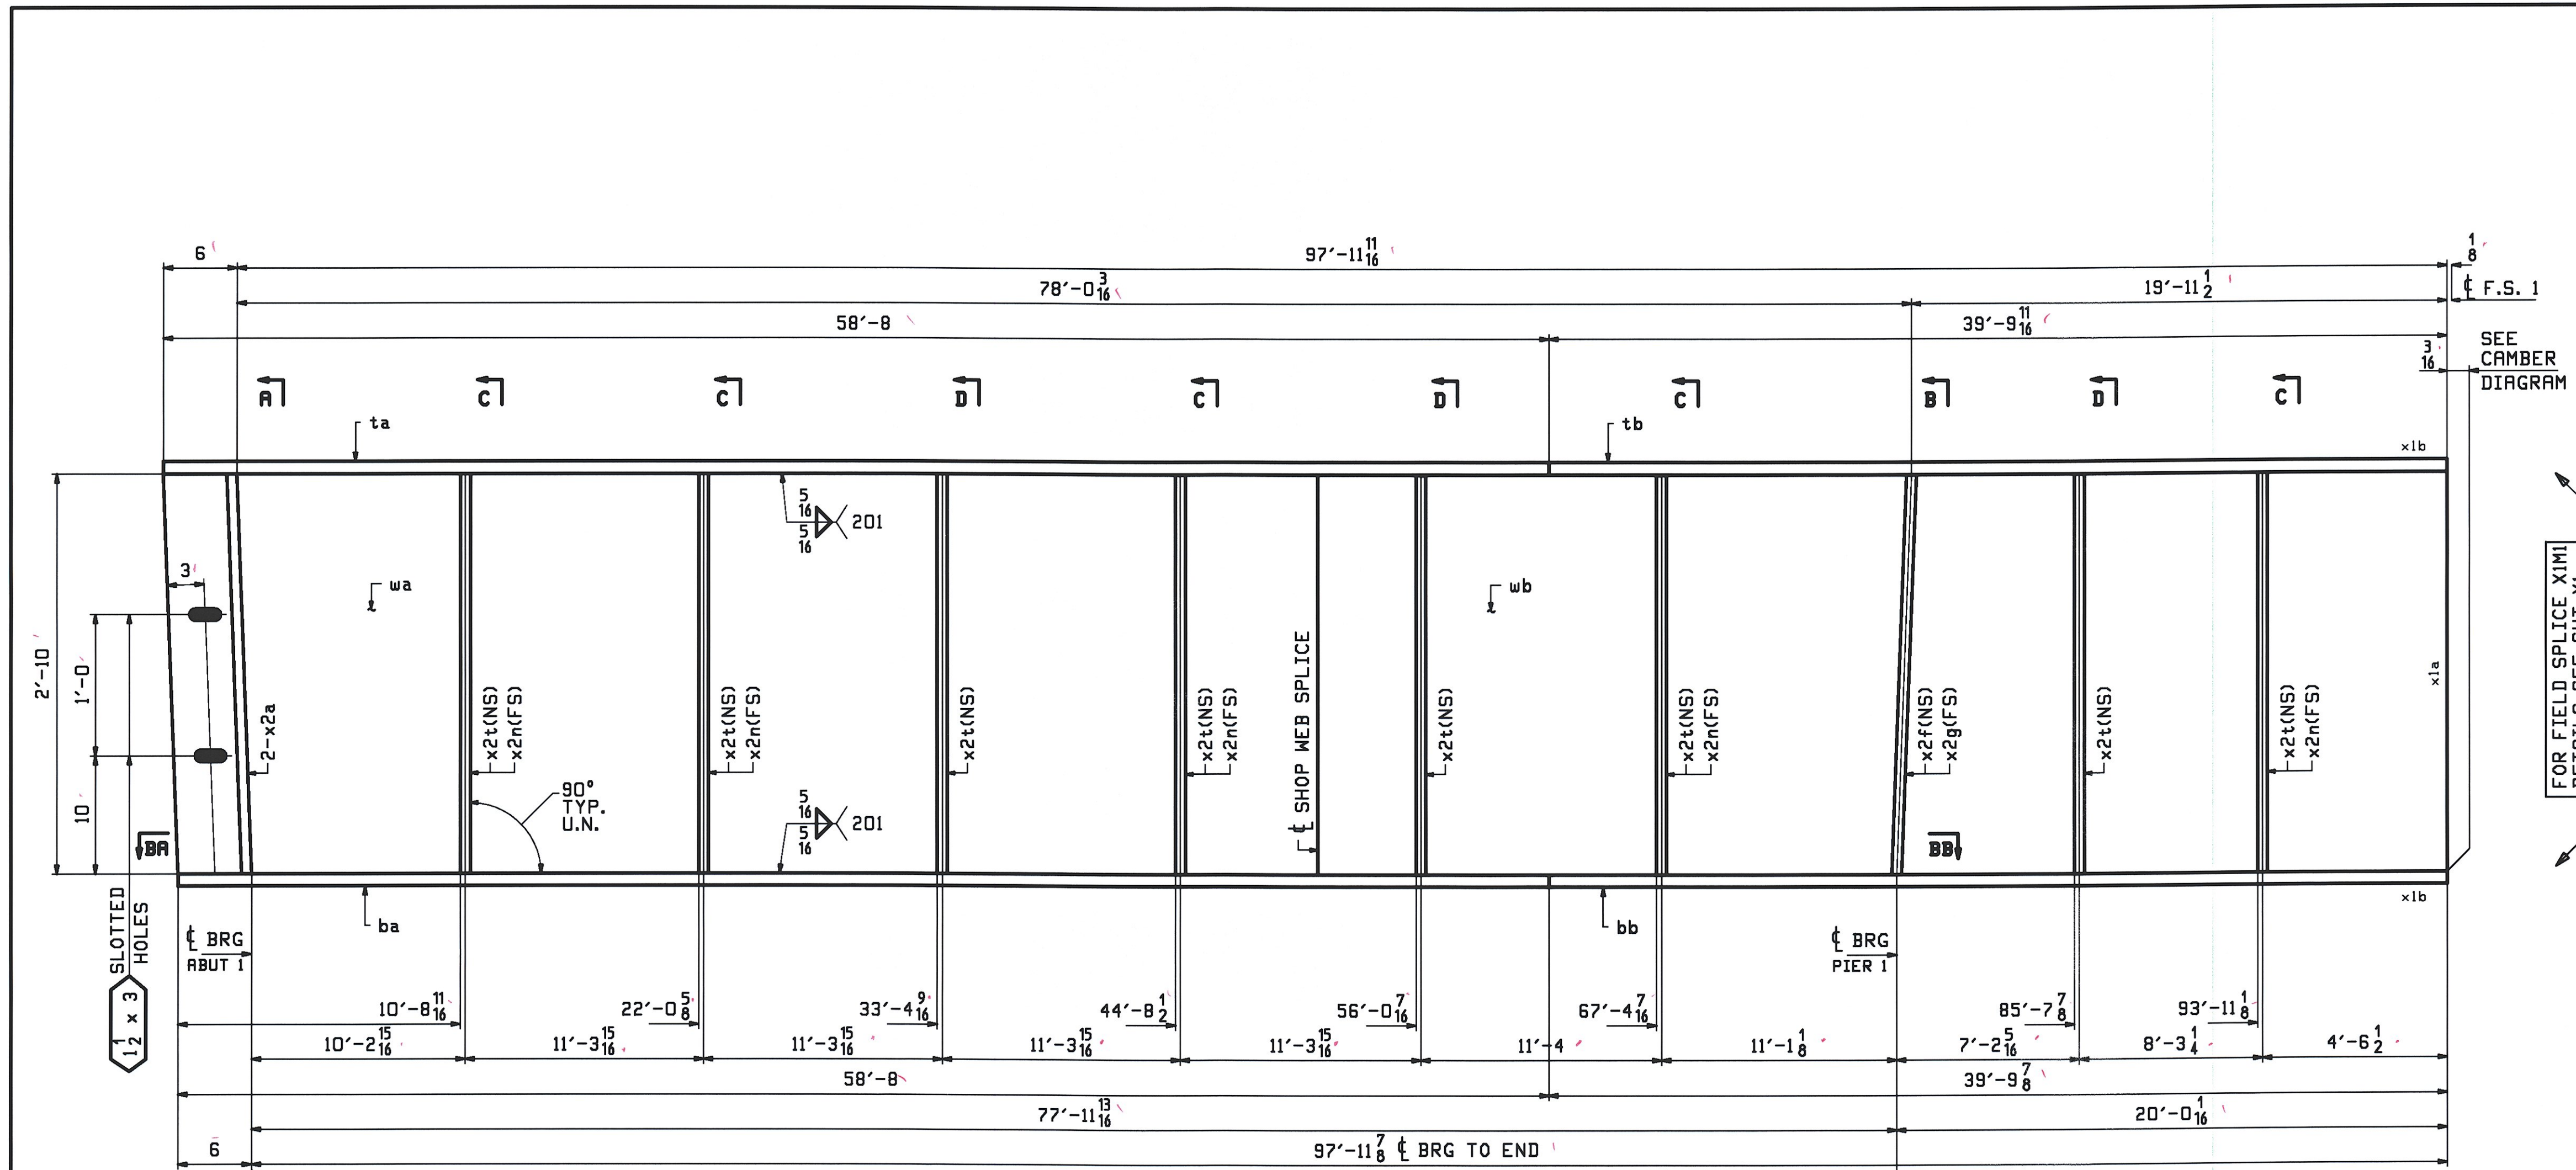 6
97'-11 11/16
1/8
78'-0 3/16
19'-11 1/2
℄ F.S. 1
58'-8
39'-9 11/16
3/16
SEE
CAMBER
DIAGRAM
A
C
C
D
C
D
C
B
D
C
ta
tb
x1b
5/16
5/16
201
3
wa
wb
2'-10
1'-0
10
2-x2a
x2t(NS)
x2n(FS)
x2t(NS)
x2n(FS)
x2t(NS)
x2t(NS)
x2n(FS)
℄ SHOP WEB SPLICE
x2t(NS)
x2t(NS)
x2n(FS)
x2f(NS)
x2g(FS)
x2t(NS)
x2t(NS)
x2n(FS)
x1a
FOR FIELD SPLICE X1M1
90°
TYP.
U.N.
5/16
5/16
201
BA
BB
x1b
ba
bb
SLOTTED
HOLES
1 1/2 x 3
℄ BRG
ABUT 1
℄ BRG
PIER 1
10'-8 11/16
22'-0 5/8
33'-4 9/16
44'-8 1/2
56'-0 7/16
67'-4 7/16
85'-7 7/8
93'-11 1/8
10'-2 15/16
11'-3 15/16
11'-3 15/16
11'-3 15/16
11'-3 15/16
11'-4
11'-1 1/8
7'-2 5/16
8'-3 1/4
4'-6 1/2
58'-8
39'-9 7/8
77'-11 13/16
20'-0 1/16
6
97'-11 7/8 ℄ BRG TO END